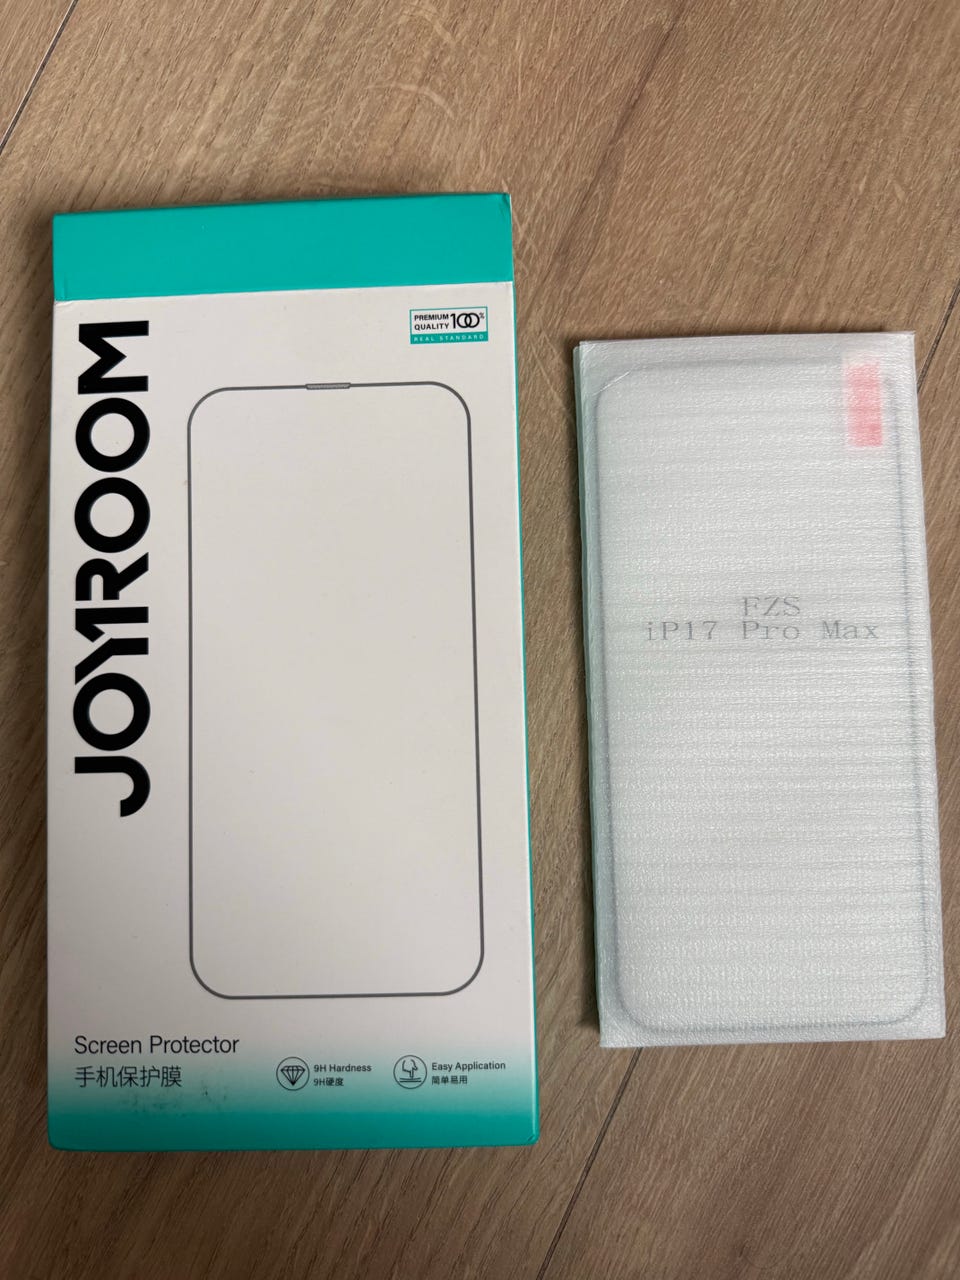 JOYROOM
PREMIUM
QUALITY 100%
REAL STANDARD
Screen Protector
手机保护膜
9H Hardness
9H硬度
Easy Application
简单易用
FZS
iP17 Pro Max